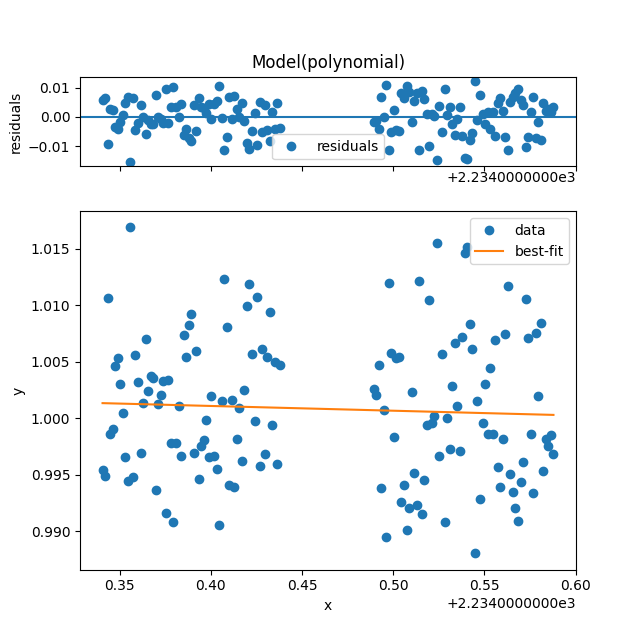 Model(polynomial)
0.01
0.00
−0.01
residuals
residuals
+2.2340000000e3
1.015
1.010
1.005
1.000
0.995
0.990
y
data
best-fit
0.35 0.40 0.45 0.50 0.55 0.60
x
+2.2340000000e3